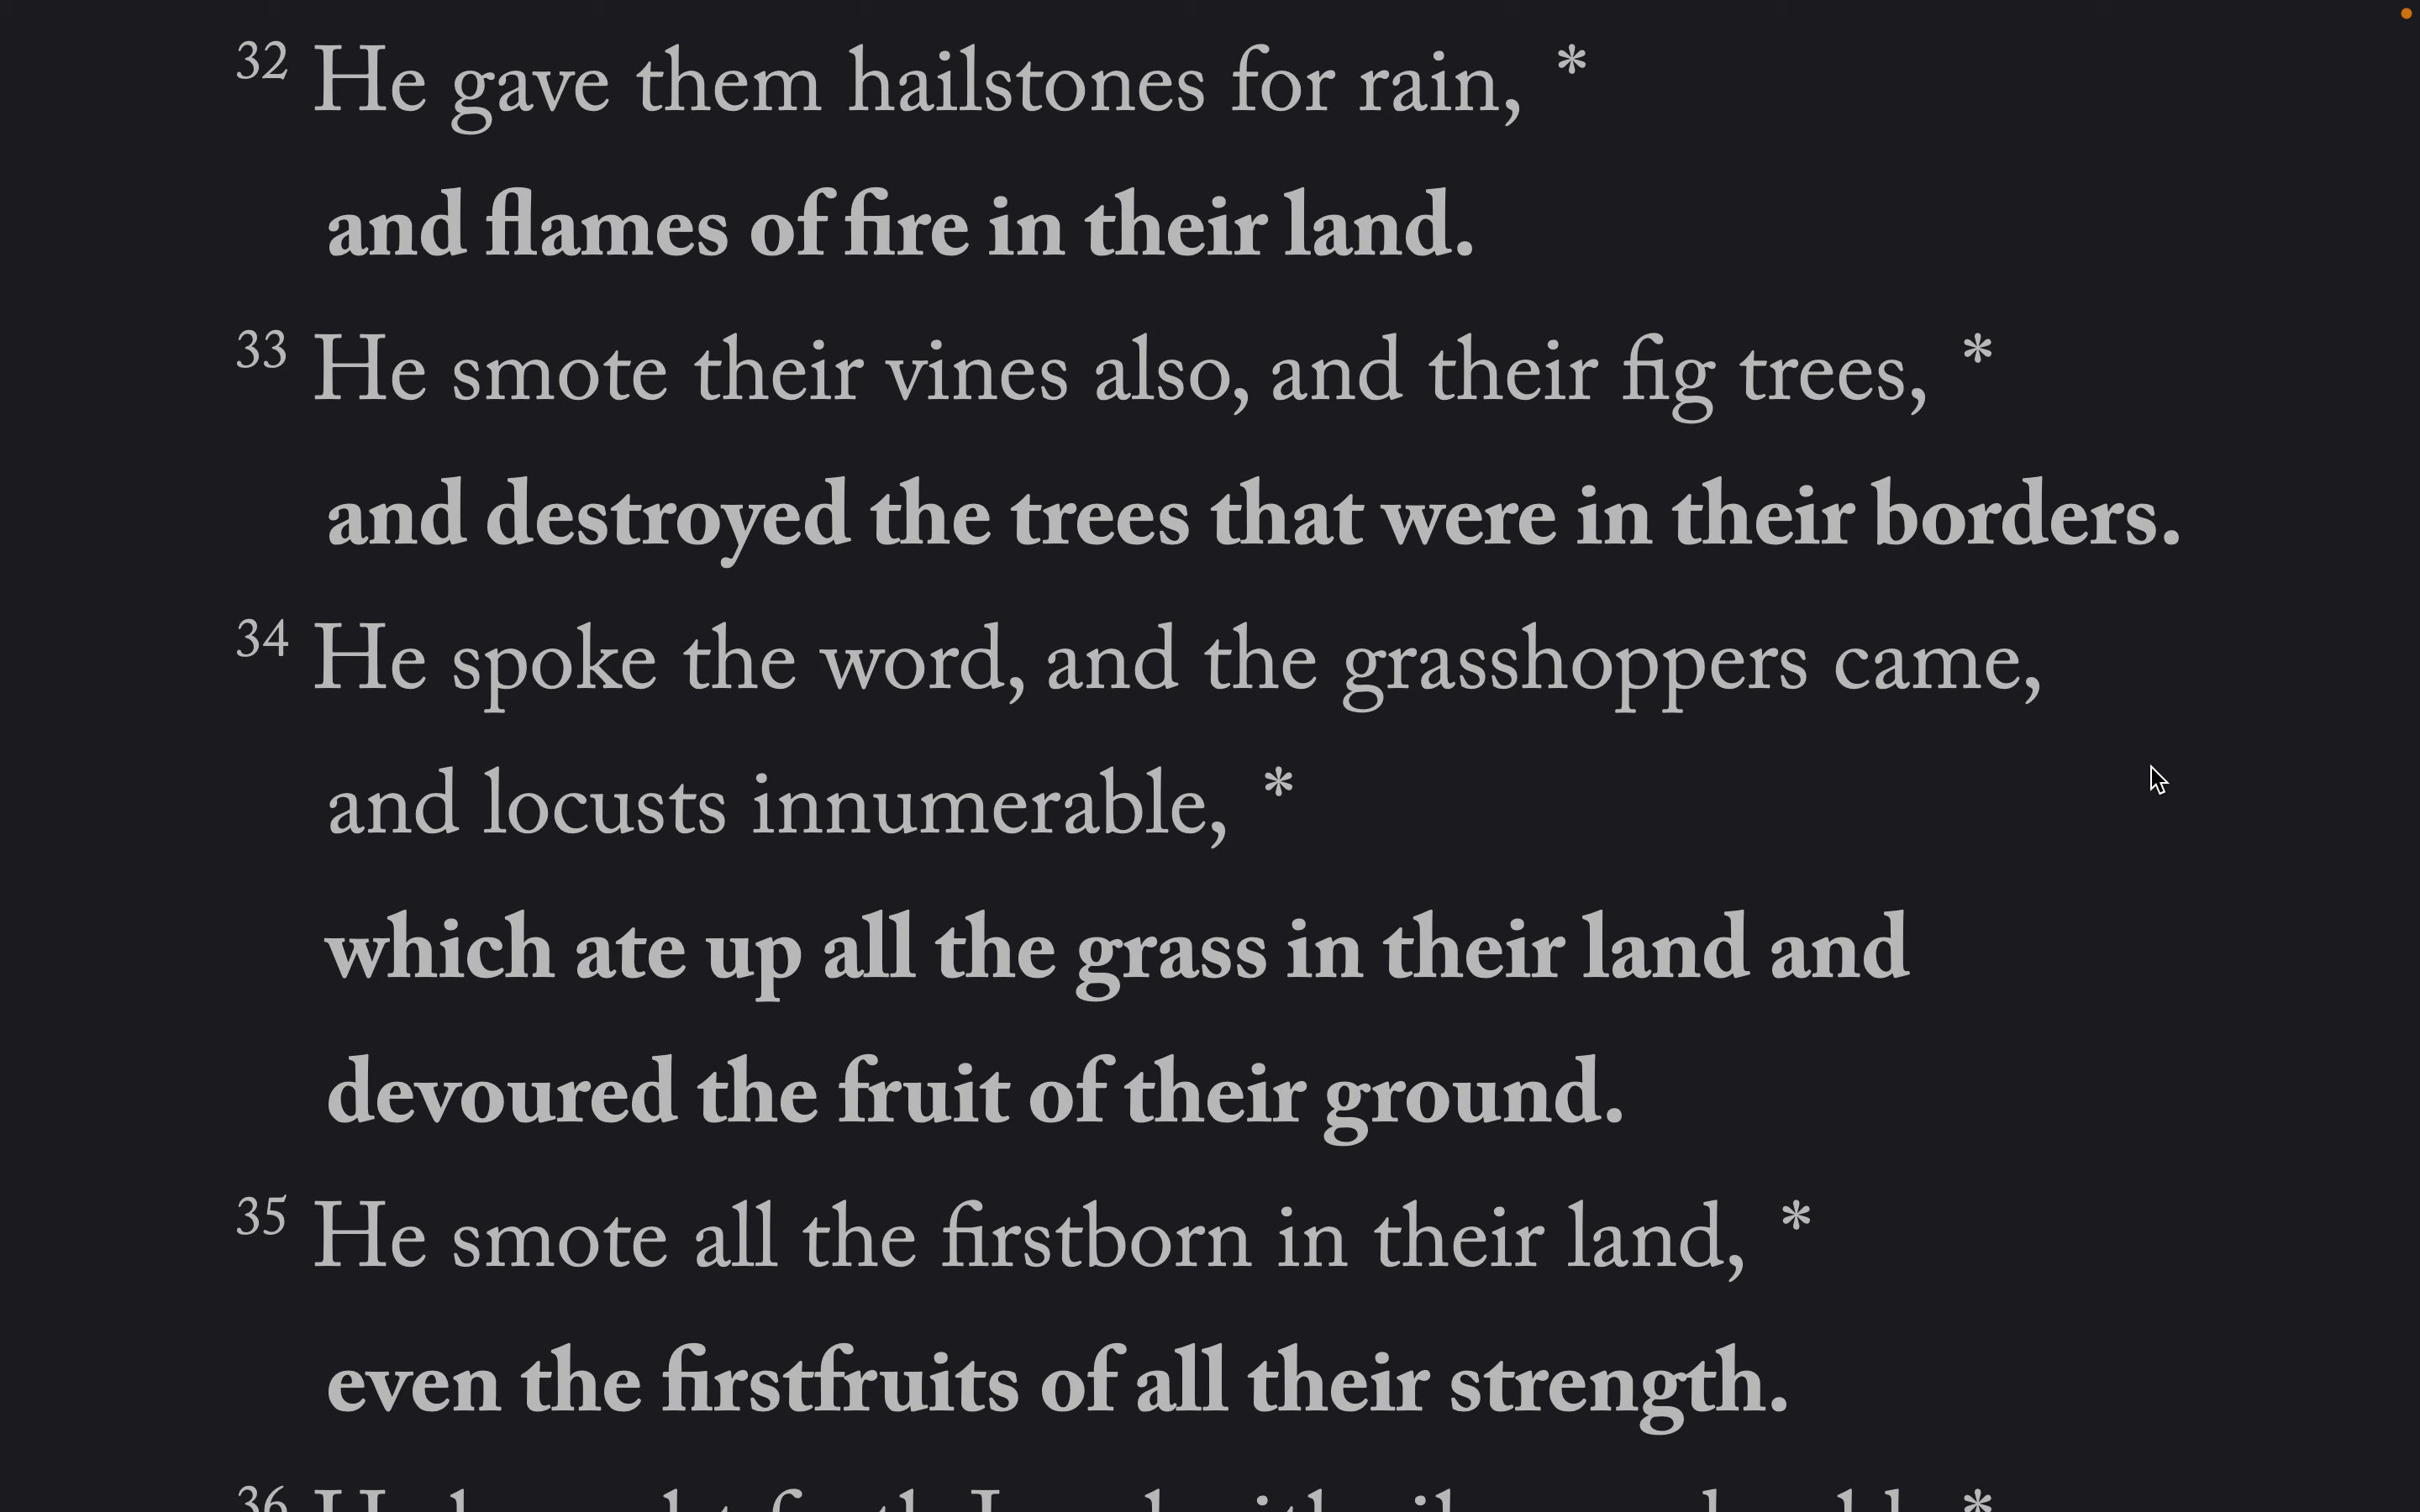 32 He gave them hailstones for rain, *
and flames of fire in their land.
33 He smote their vines also, and their fig trees, *
and destroyed the trees that were in their borders.
34 He spoke the word, and the grasshoppers came,
and locusts innumerable, *
which ate up all the grass in their land and
devoured the fruit of their ground.
35 He smote all the firstborn in their land, *
even the firstfruits of all their strength.
36